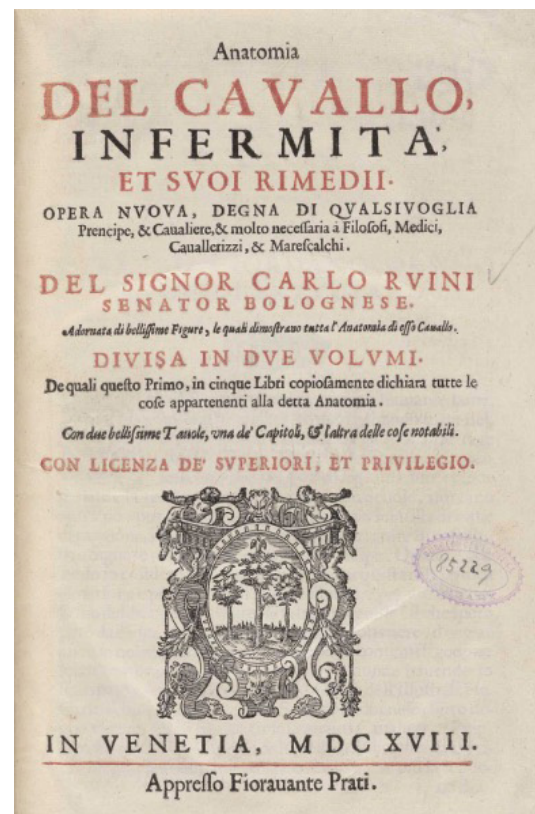 Anatomia
DEL CAVALLO,
INFERMITA',
ET SVOI RIMEDII.
OPERA NVOVA, DEGNA DI QVALSIVOGLIA
Prencipe, & Caualiere, & molto neceſſaria à Filoſofi, Medici,
Cauallerizzi, & Mareſcalchi.
DEL SIGNOR CARLO RVINI
SENATOR BOLOGNESE.
Adornata di belliſſime Figure, le quali dimoſtrano tutta l'Anatomia di eſſo Cauallo.
DIVISA IN DVE VOLVMI.
De quali queſto Primo, in cinque Libri copioſamente dichiara tutte le
coſe appartenenti alla detta Anatomia.
Con due belliſſime Tauole, vna de' Capitoli, & l'altra delle coſe notabili.
CON LICENZA DE' SVPERIORI, ET PRIVILEGIO.
85229
IN VENETIA, MDCXVIII.
Appreſſo Fiorauante Prati.